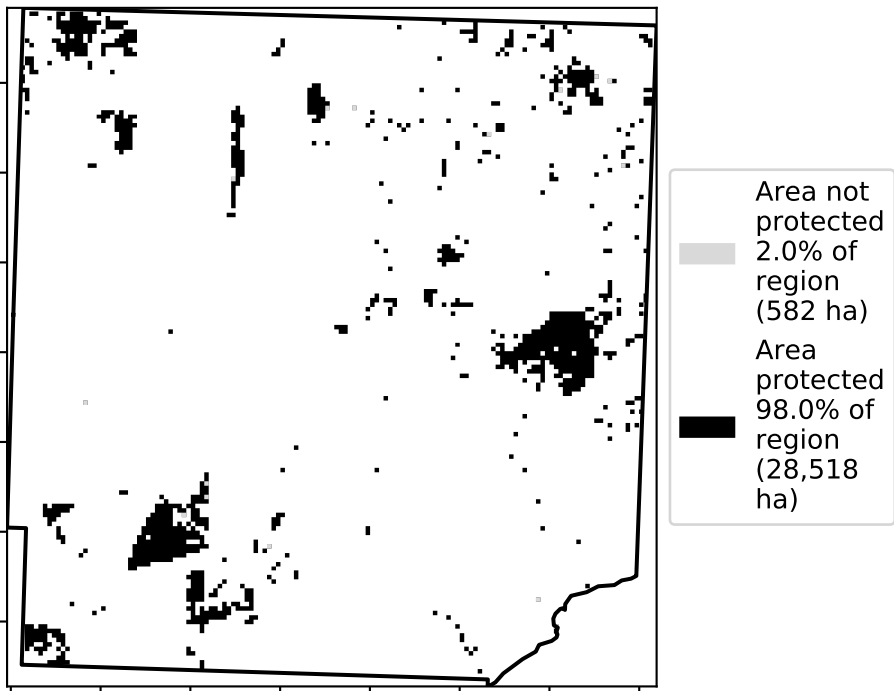 Area not
protected
2.0% of
region
(582 ha)
Area
protected
98.0% of
region
(28,518
ha)